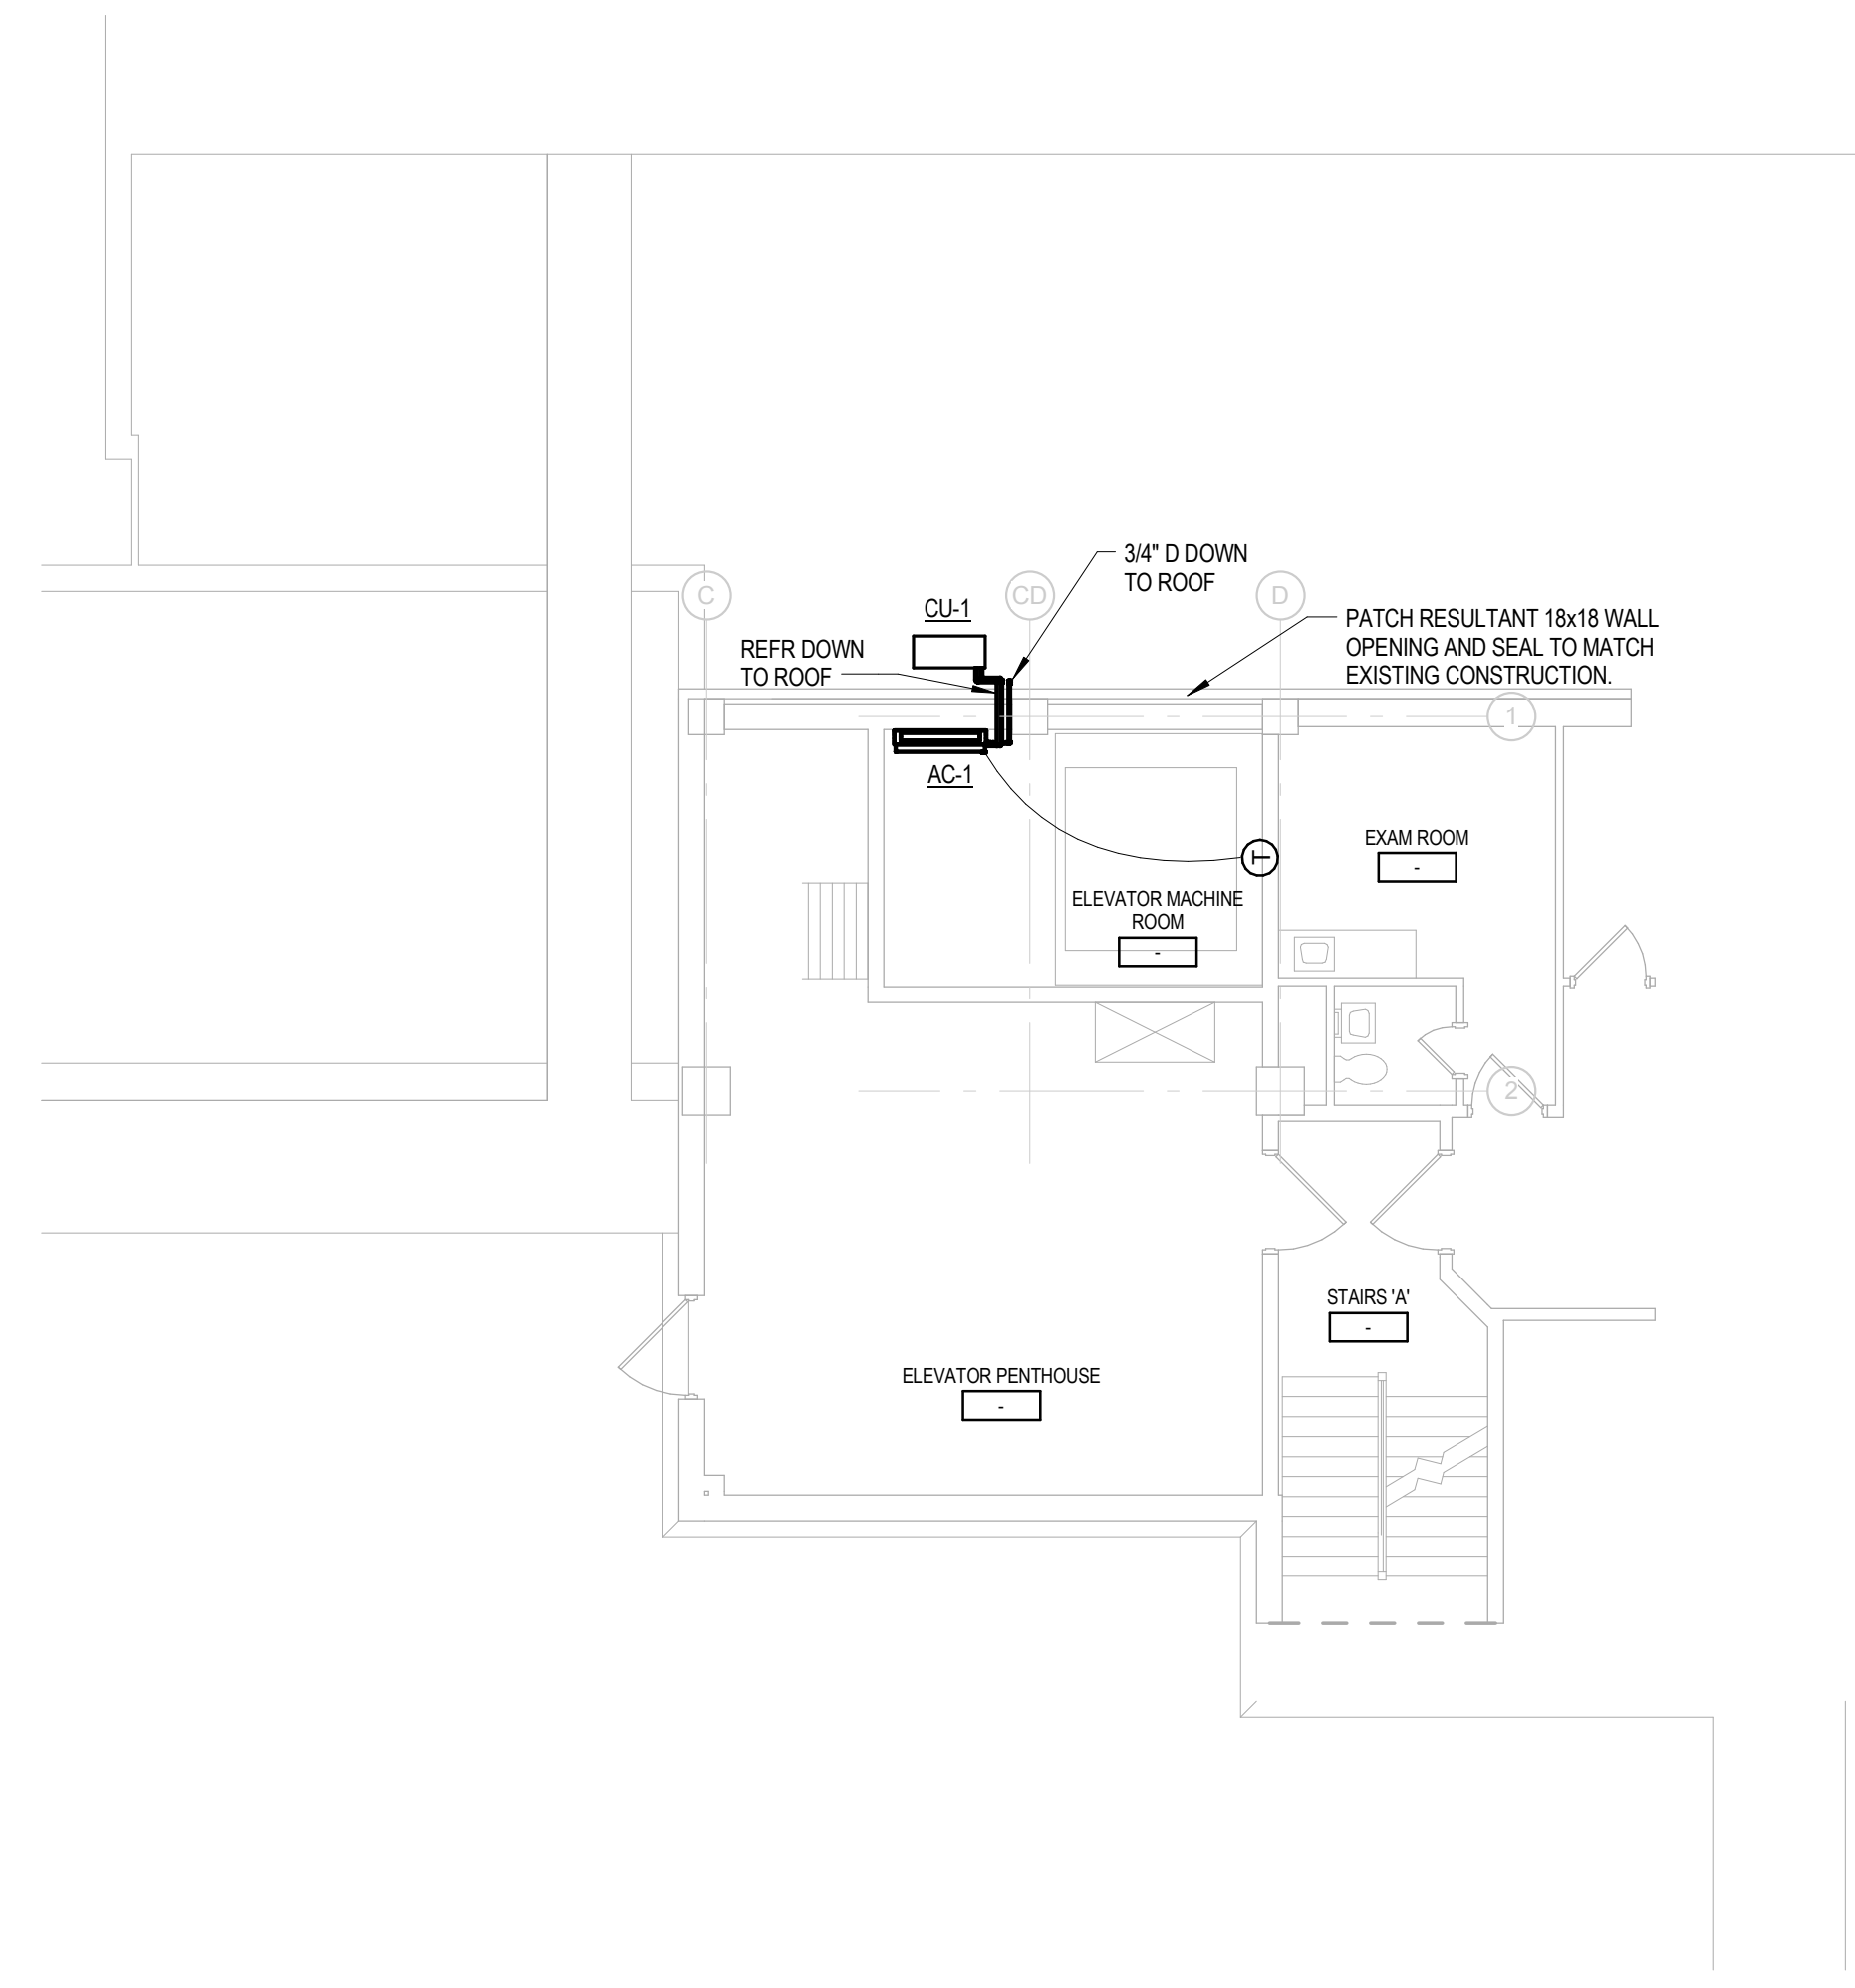 3/4" D DOWN
TO ROOF
C
CD
D
CU-1
PATCH RESULTANT 18x18 WALL
OPENING AND SEAL TO MATCH
EXISTING CONSTRUCTION.
REFR DOWN
TO ROOF
1
AC-1
T
EXAM ROOM
-
ELEVATOR MACHINE
ROOM
-
2
STAIRS 'A'
-
ELEVATOR PENTHOUSE
-